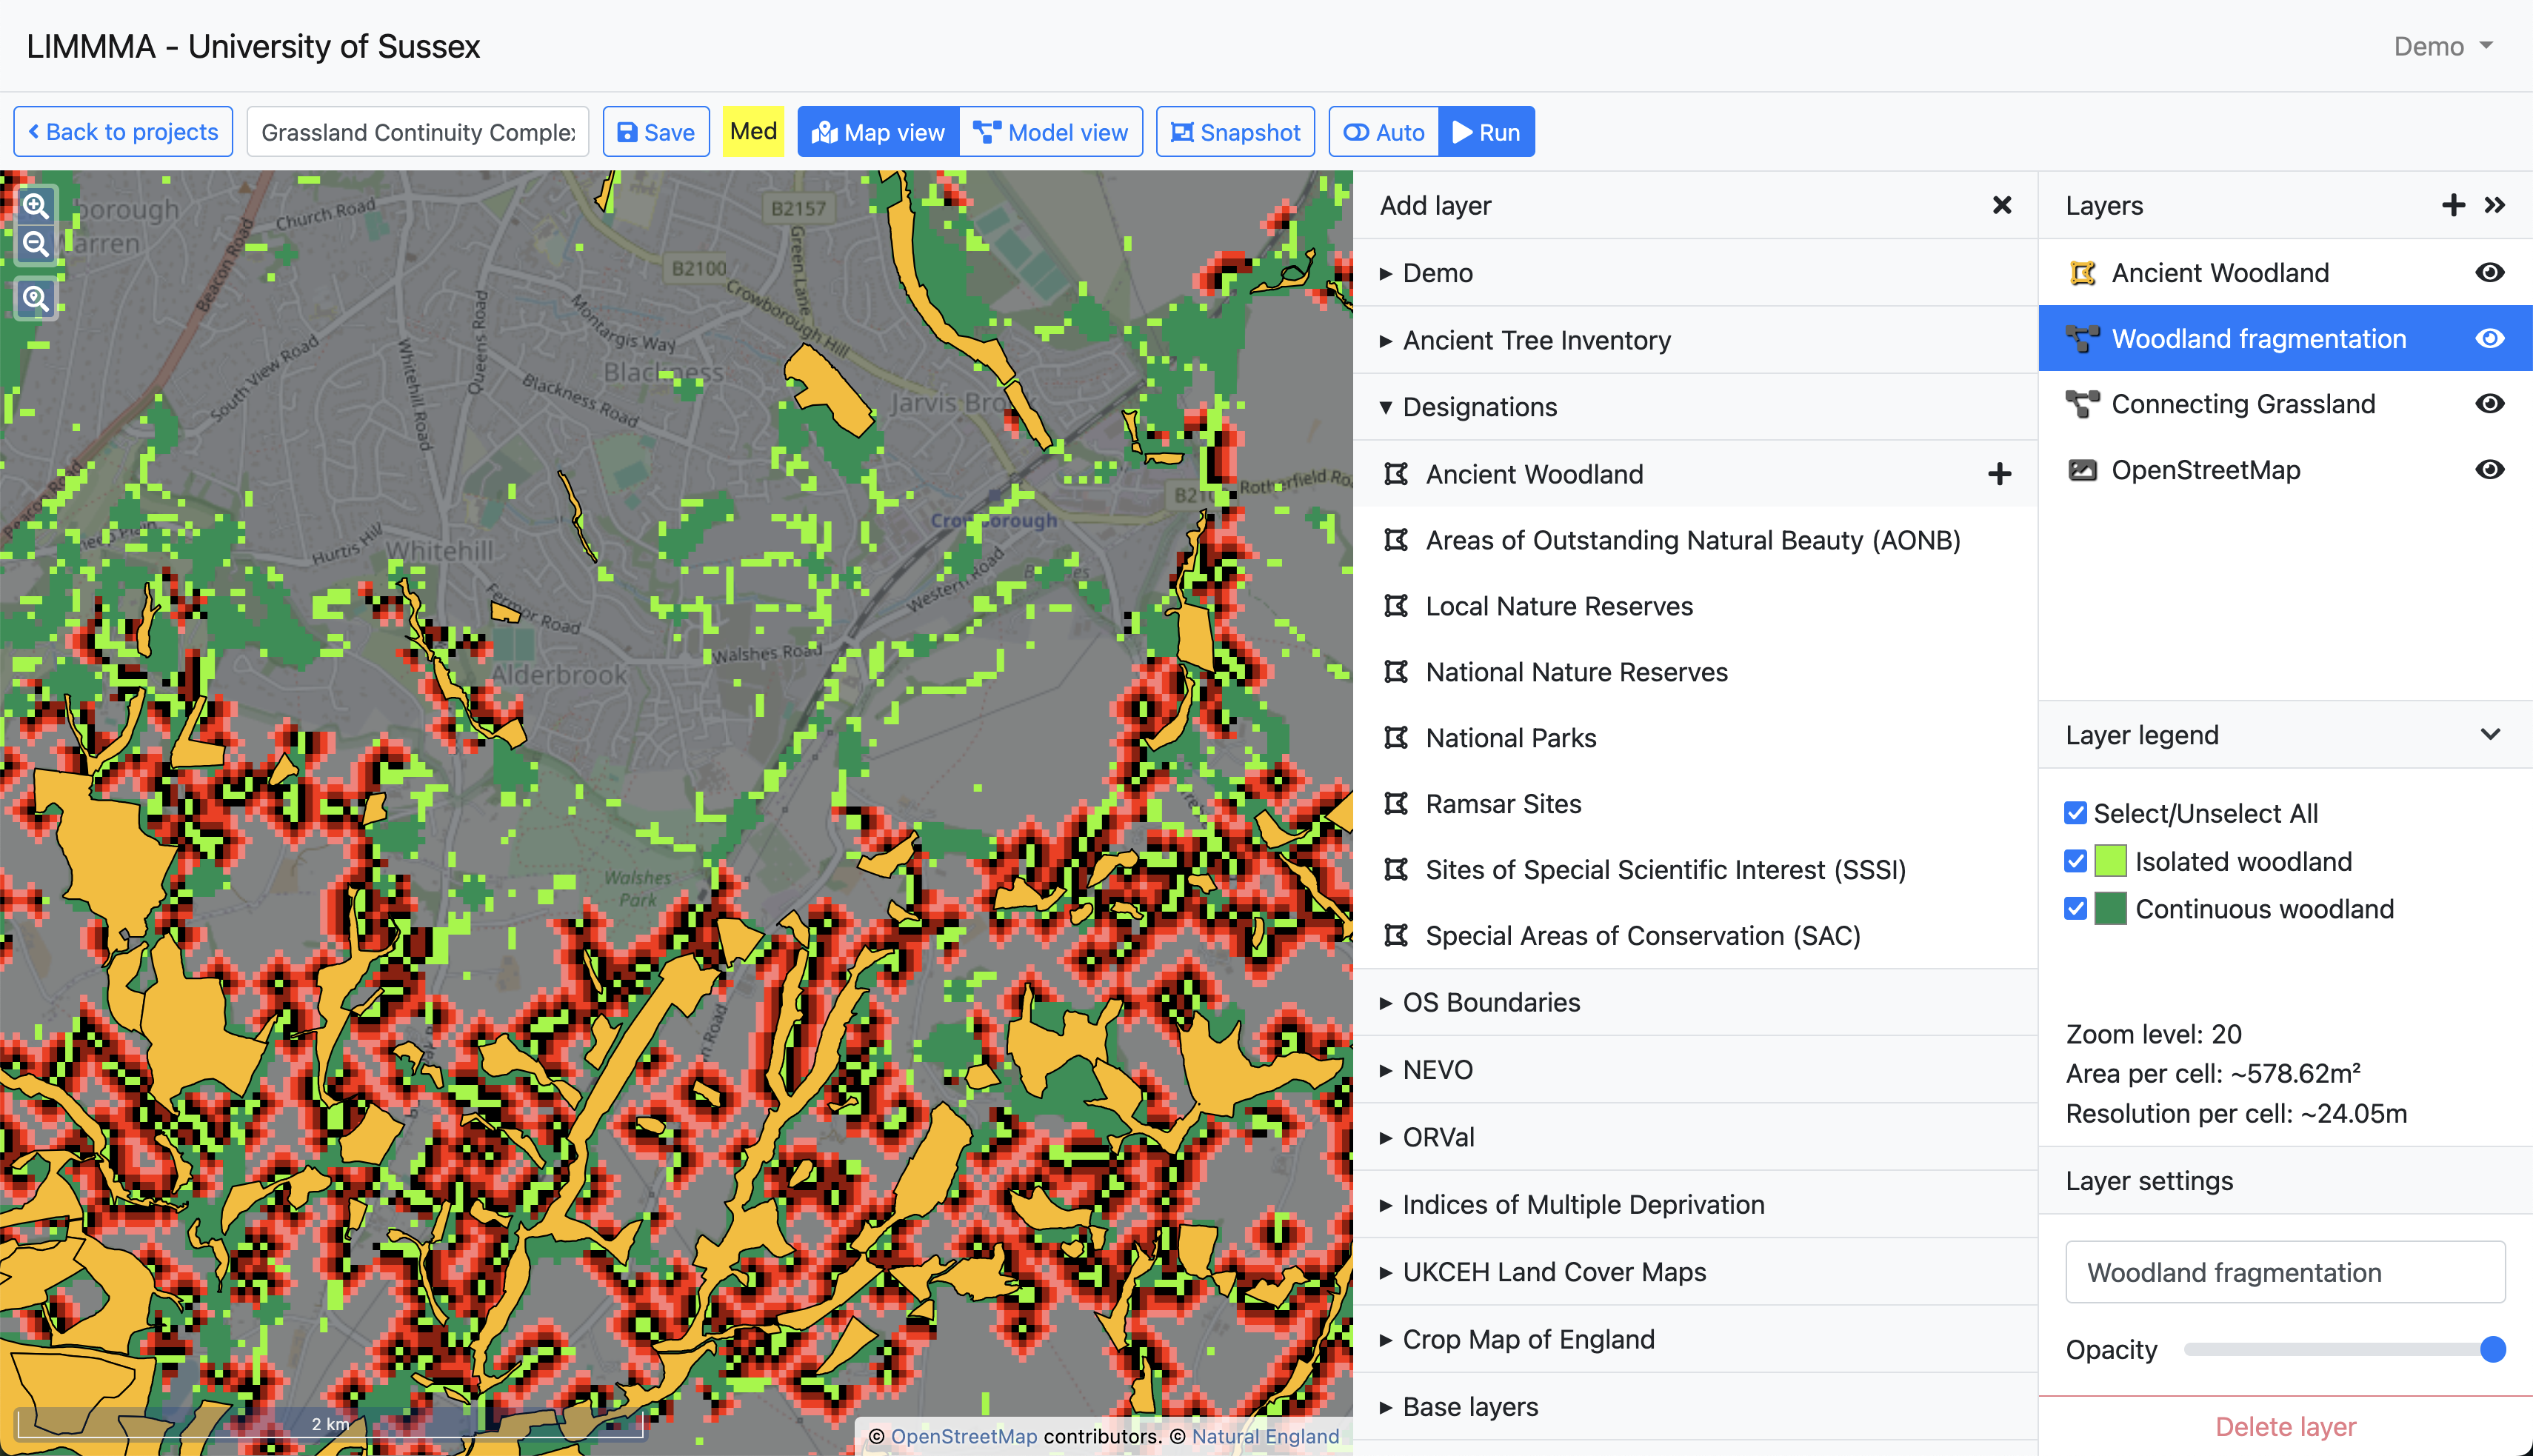 LIMMMA - University of Sussex
Demo
Back to projects
Grassland Continuity Complex
Save
Med
Map view
Model view
Snapshot
Auto
Run
borough
arren
Church Road
B2157
Green Lane
B2100
Crowborough Hill
Beacon Road
Montargis Way
Queens Road
South View Road
Whitehill Road
Blackness
Blackness Road
Jarvis Bro
Beacon Road
B210
Rotherfield Ro
Crowborough
Hurtis Hill
Whitehill
Western Road
Fermor Road
Walshes Road
Alderbrook
Walshes
Park
n Road
2 km
© OpenStreetMap contributors. © Natural England
Add layer
Demo
Ancient Tree Inventory
Designations
Ancient Woodland
Areas of Outstanding Natural Beauty (AONB)
Local Nature Reserves
National Nature Reserves
National Parks
Ramsar Sites
Sites of Special Scientific Interest (SSSI)
Special Areas of Conservation (SAC)
OS Boundaries
NEVO
ORVal
Indices of Multiple Deprivation
UKCEH Land Cover Maps
Crop Map of England
Base layers
Layers
Ancient Woodland
Woodland fragmentation
Connecting Grassland
OpenStreetMap
Layer legend
Select/Unselect All
Isolated woodland
Continuous woodland
Zoom level: 20
Area per cell: ~578.62m²
Resolution per cell: ~24.05m
Layer settings
Woodland fragmentation
Opacity
Delete layer